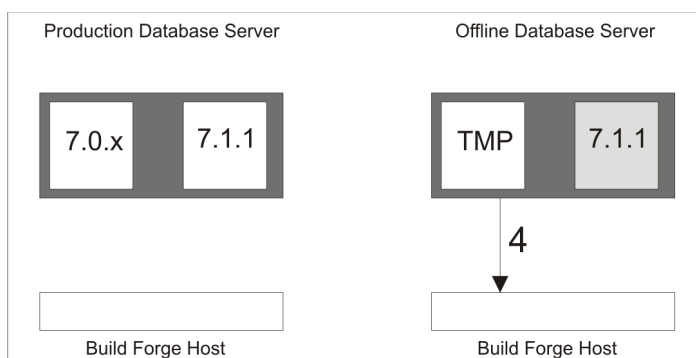 Production Database Server
Offline Database Server
7.0.x
7.1.1
TMP
7.1.1
4
Build Forge Host
Build Forge Host